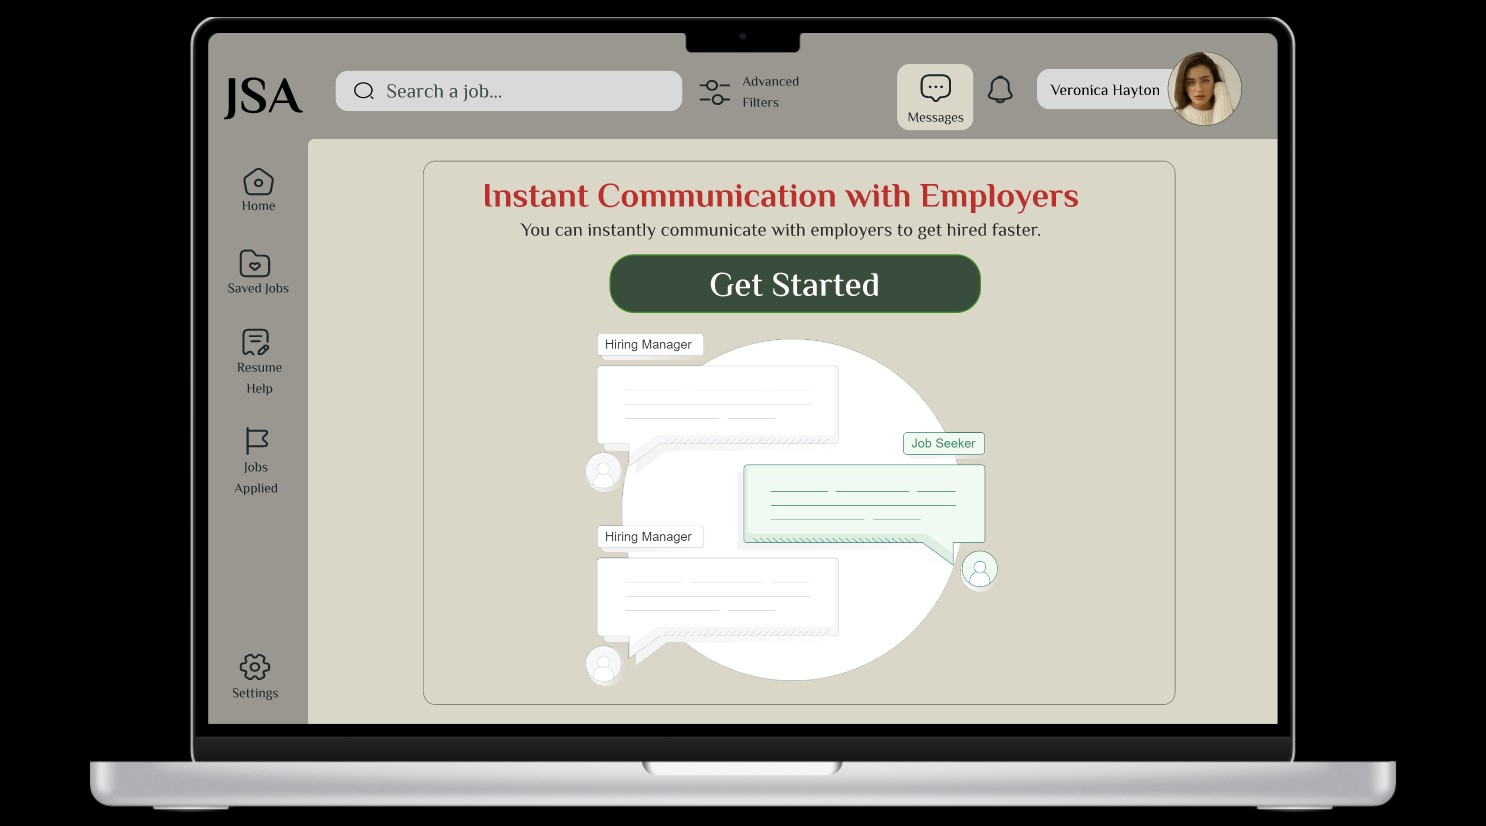 JSA
Search a job...
Advanced
Filters
Messages
Veronica Hayton
Home
Saved Jobs
Resume
Help
Jobs
Applied
Settings
Instant Communication with Employers
You can instantly communicate with employers to get hired faster.
Get Started
Hiring Manager
Job Seeker
Hiring Manager